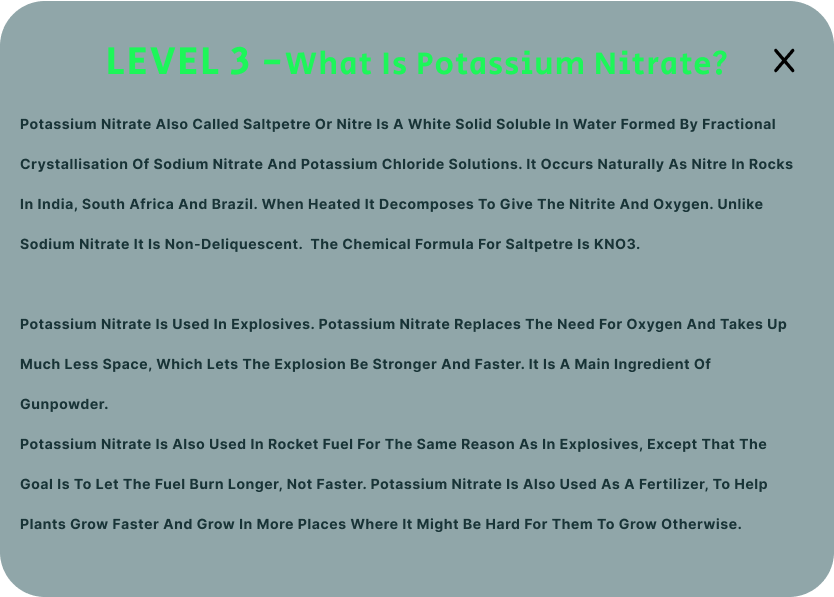 LEVEL 3 –What Is Potassium Nitrate?
X
Potassium Nitrate Also Called Saltpetre Or Nitre Is A White Solid Soluble In Water Formed By Fractional
Crystallisation Of Sodium Nitrate And Potassium Chloride Solutions. It Occurs Naturally As Nitre In Rocks
In India, South Africa And Brazil. When Heated It Decomposes To Give The Nitrite And Oxygen. Unlike
Sodium Nitrate It Is Non-Deliquescent.  The Chemical Formula For Saltpetre Is KNO3.
Potassium Nitrate Is Used In Explosives. Potassium Nitrate Replaces The Need For Oxygen And Takes Up
Much Less Space, Which Lets The Explosion Be Stronger And Faster. It Is A Main Ingredient Of
Gunpowder.
Potassium Nitrate Is Also Used In Rocket Fuel For The Same Reason As In Explosives, Except That The
Goal Is To Let The Fuel Burn Longer, Not Faster. Potassium Nitrate Is Also Used As A Fertilizer, To Help
Plants Grow Faster And Grow In More Places Where It Might Be Hard For Them To Grow Otherwise.